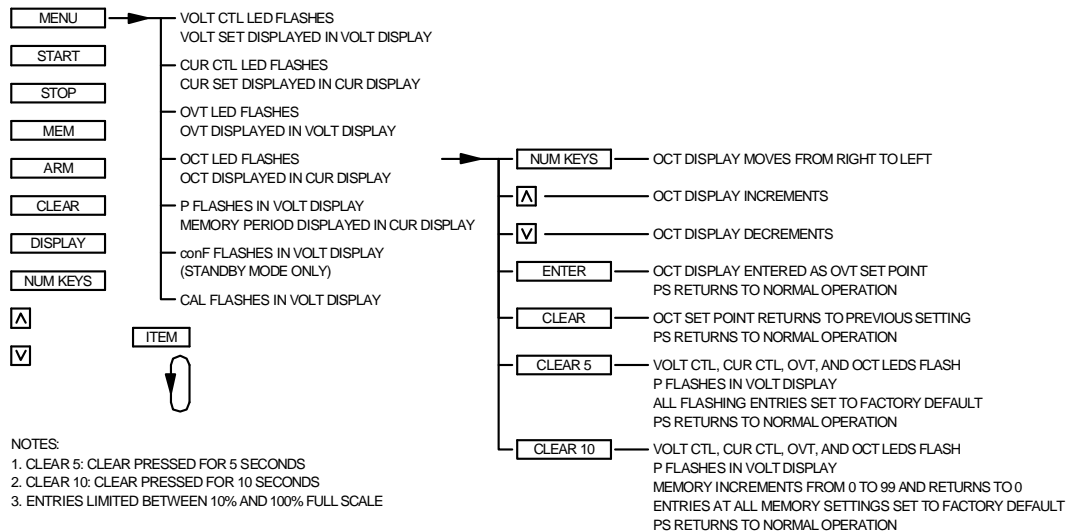 MENU
VOLT CTL LED FLASHES
VOLT SET DISPLAYED IN VOLT DISPLAY
START
CUR CTL LED FLASHES
CUR SET DISPLAYED IN CUR DISPLAY
STOP
OVT LED FLASHES
OVT DISPLAYED IN VOLT DISPLAY
MEM
ARM
OCT LED FLASHES
OCT DISPLAYED IN CUR DISPLAY
CLEAR
P FLASHES IN VOLT DISPLAY
MEMORY PERIOD DISPLAYED IN CUR DISPLAY
DISPLAY
conF FLASHES IN VOLT DISPLAY
(STANDBY MODE ONLY)
NUM KEYS
CAL FLASHES IN VOLT DISPLAY
ITEM
NUM KEYS
OCT DISPLAY MOVES FROM RIGHT TO LEFT
OCT DISPLAY INCREMENTS
OCT DISPLAY DECREMENTS
ENTER
OCT DISPLAY ENTERED AS OVT SET POINT
PS RETURNS TO NORMAL OPERATION
CLEAR
OCT SET POINT RETURNS TO PREVIOUS SETTING
PS RETURNS TO NORMAL OPERATION
CLEAR 5
VOLT CTL, CUR CTL, OVT, AND OCT LEDS FLASH
P FLASHES IN VOLT DISPLAY
ALL FLASHING ENTRIES SET TO FACTORY DEFAULT
PS RETURNS TO NORMAL OPERATION
CLEAR 10
VOLT CTL, CUR CTL, OVT, AND OCT LEDS FLASH
P FLASHES IN VOLT DISPLAY
MEMORY INCREMENTS FROM 0 TO 99 AND RETURNS TO 0
ENTRIES AT ALL MEMORY SETTINGS SET TO FACTORY DEFAULT
PS RETURNS TO NORMAL OPERATION
NOTES:
1. CLEAR 5: CLEAR PRESSED FOR 5 SECONDS
2. CLEAR 10: CLEAR PRESSED FOR 10 SECONDS
3. ENTRIES LIMITED BETWEEN 10% AND 100% FULL SCALE